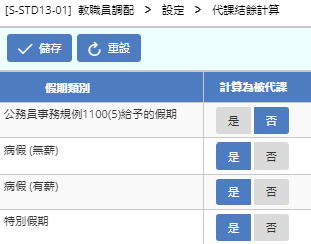 [S-STD13-01] 教職員調配 > 設定 > 代課結餘計算
儲存 重設
假期類別 計算為被代課
公務員事務規例1100(5)給予的假期 是 否
病假 (無薪) 是 否
病假 (有薪) 是 否
特別假期 是 否